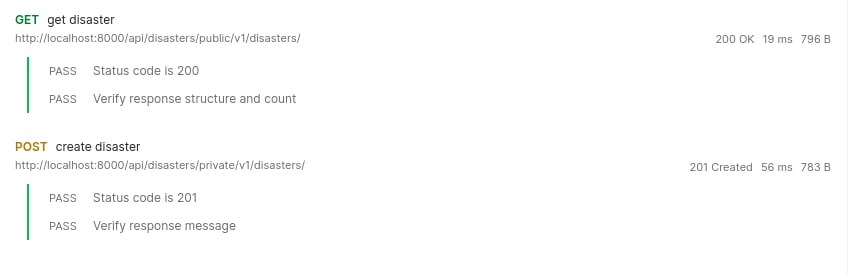 GET get disaster
http://localhost:8000/api/disasters/public/v1/disasters/ 200 OK 19 ms 796 B
PASS Status code is 200
PASS Verify response structure and count
POST create disaster
http://localhost:8000/api/disasters/private/v1/disasters/ 201 Created 56 ms 783 B
PASS Status code is 201
PASS Verify response message